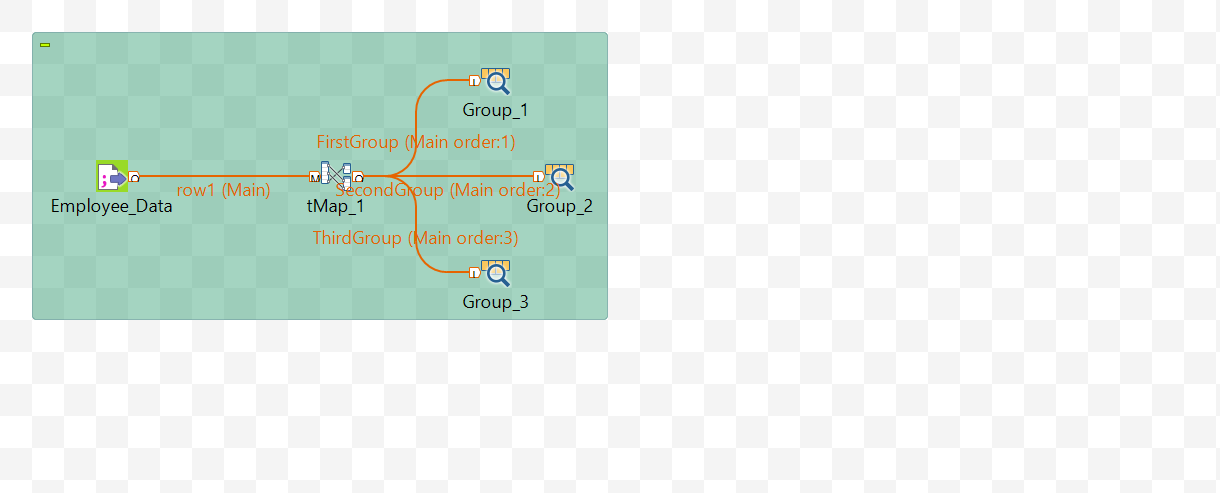 Group_1
FirstGroup (Main order:1)
row1 (Main)
SecondGroup (Main order:2)
Employee_Data
tMap_1
Group_2
ThirdGroup (Main order:3)
Group_3